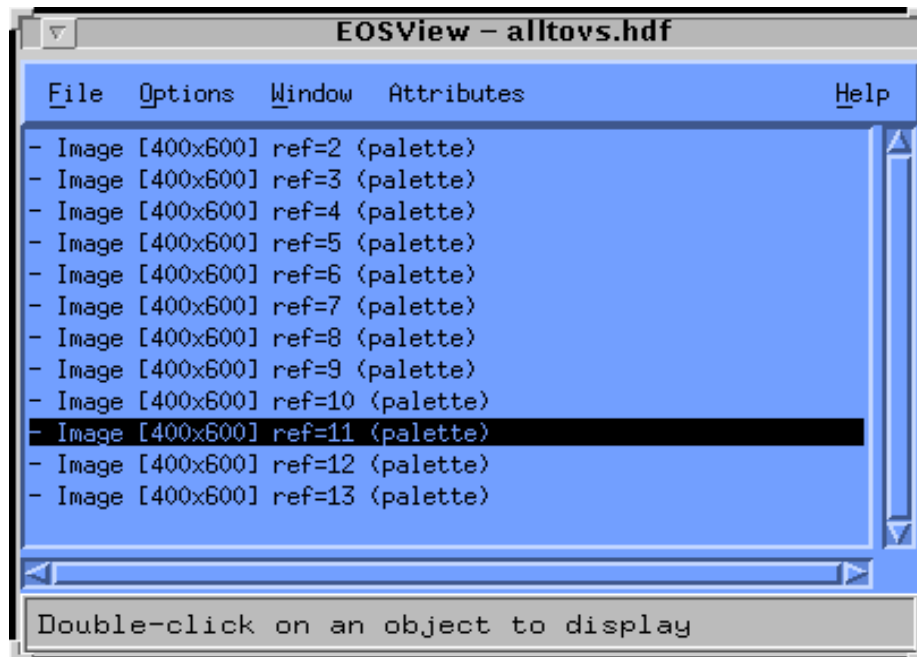 EOSView – alltovs.hdf
File Options Window Attributes Help
- Image [400x600] ref=2 (palette)
- Image [400x600] ref=3 (palette)
- Image [400x600] ref=4 (palette)
- Image [400x600] ref=5 (palette)
- Image [400x600] ref=6 (palette)
- Image [400x600] ref=7 (palette)
- Image [400x600] ref=8 (palette)
- Image [400x600] ref=9 (palette)
- Image [400x600] ref=10 (palette)
- Image [400x600] ref=11 (palette)
- Image [400x600] ref=12 (palette)
- Image [400x600] ref=13 (palette)
Double-click on an object to display